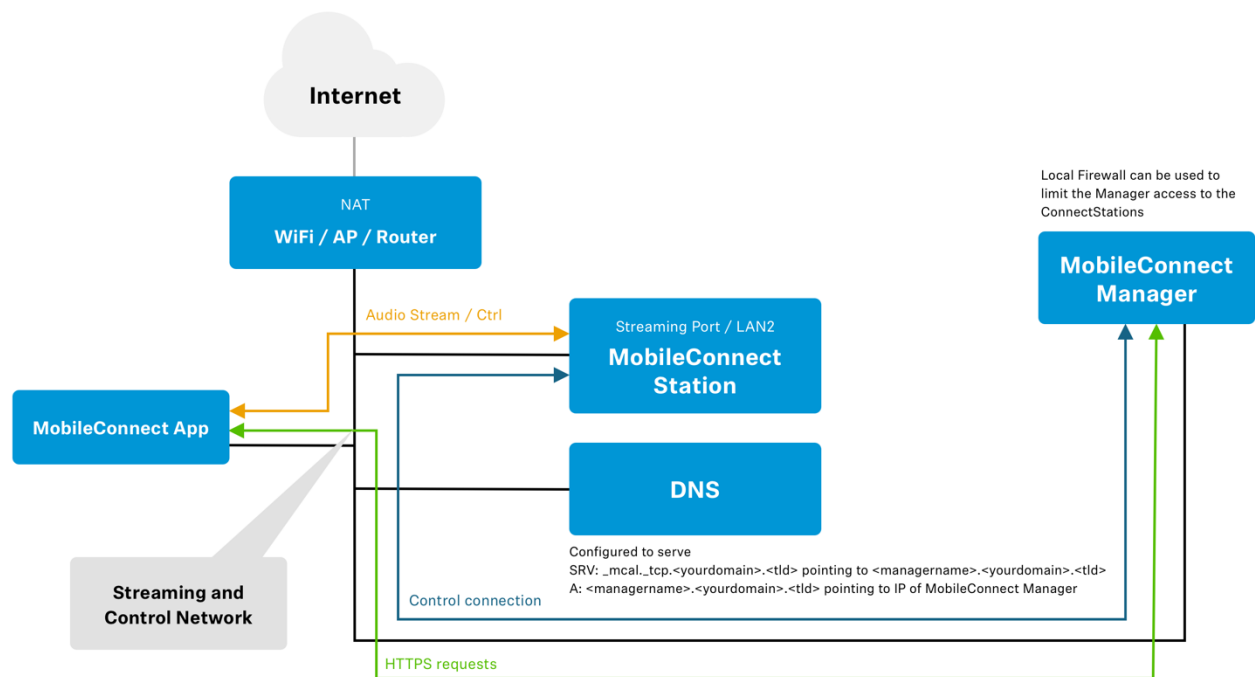 Internet
NAT
WiFi / AP / Router
Local Firewall can be used to
limit the Manager access to the
ConnectStations
MobileConnect
Manager
Audio Stream / Ctrl
Streaming Port / LAN2
MobileConnect
Station
MobileConnect App
DNS
Configured to serve
SRV: _mcal._tcp.<yourdomain>.<tld> pointing to <managername>.<yourdomain>.<tld>
A: <managername>.<yourdomain>.<tld> pointing to IP of MobileConnect Manager
Streaming and
Control Network
Control connection
HTTPS requests